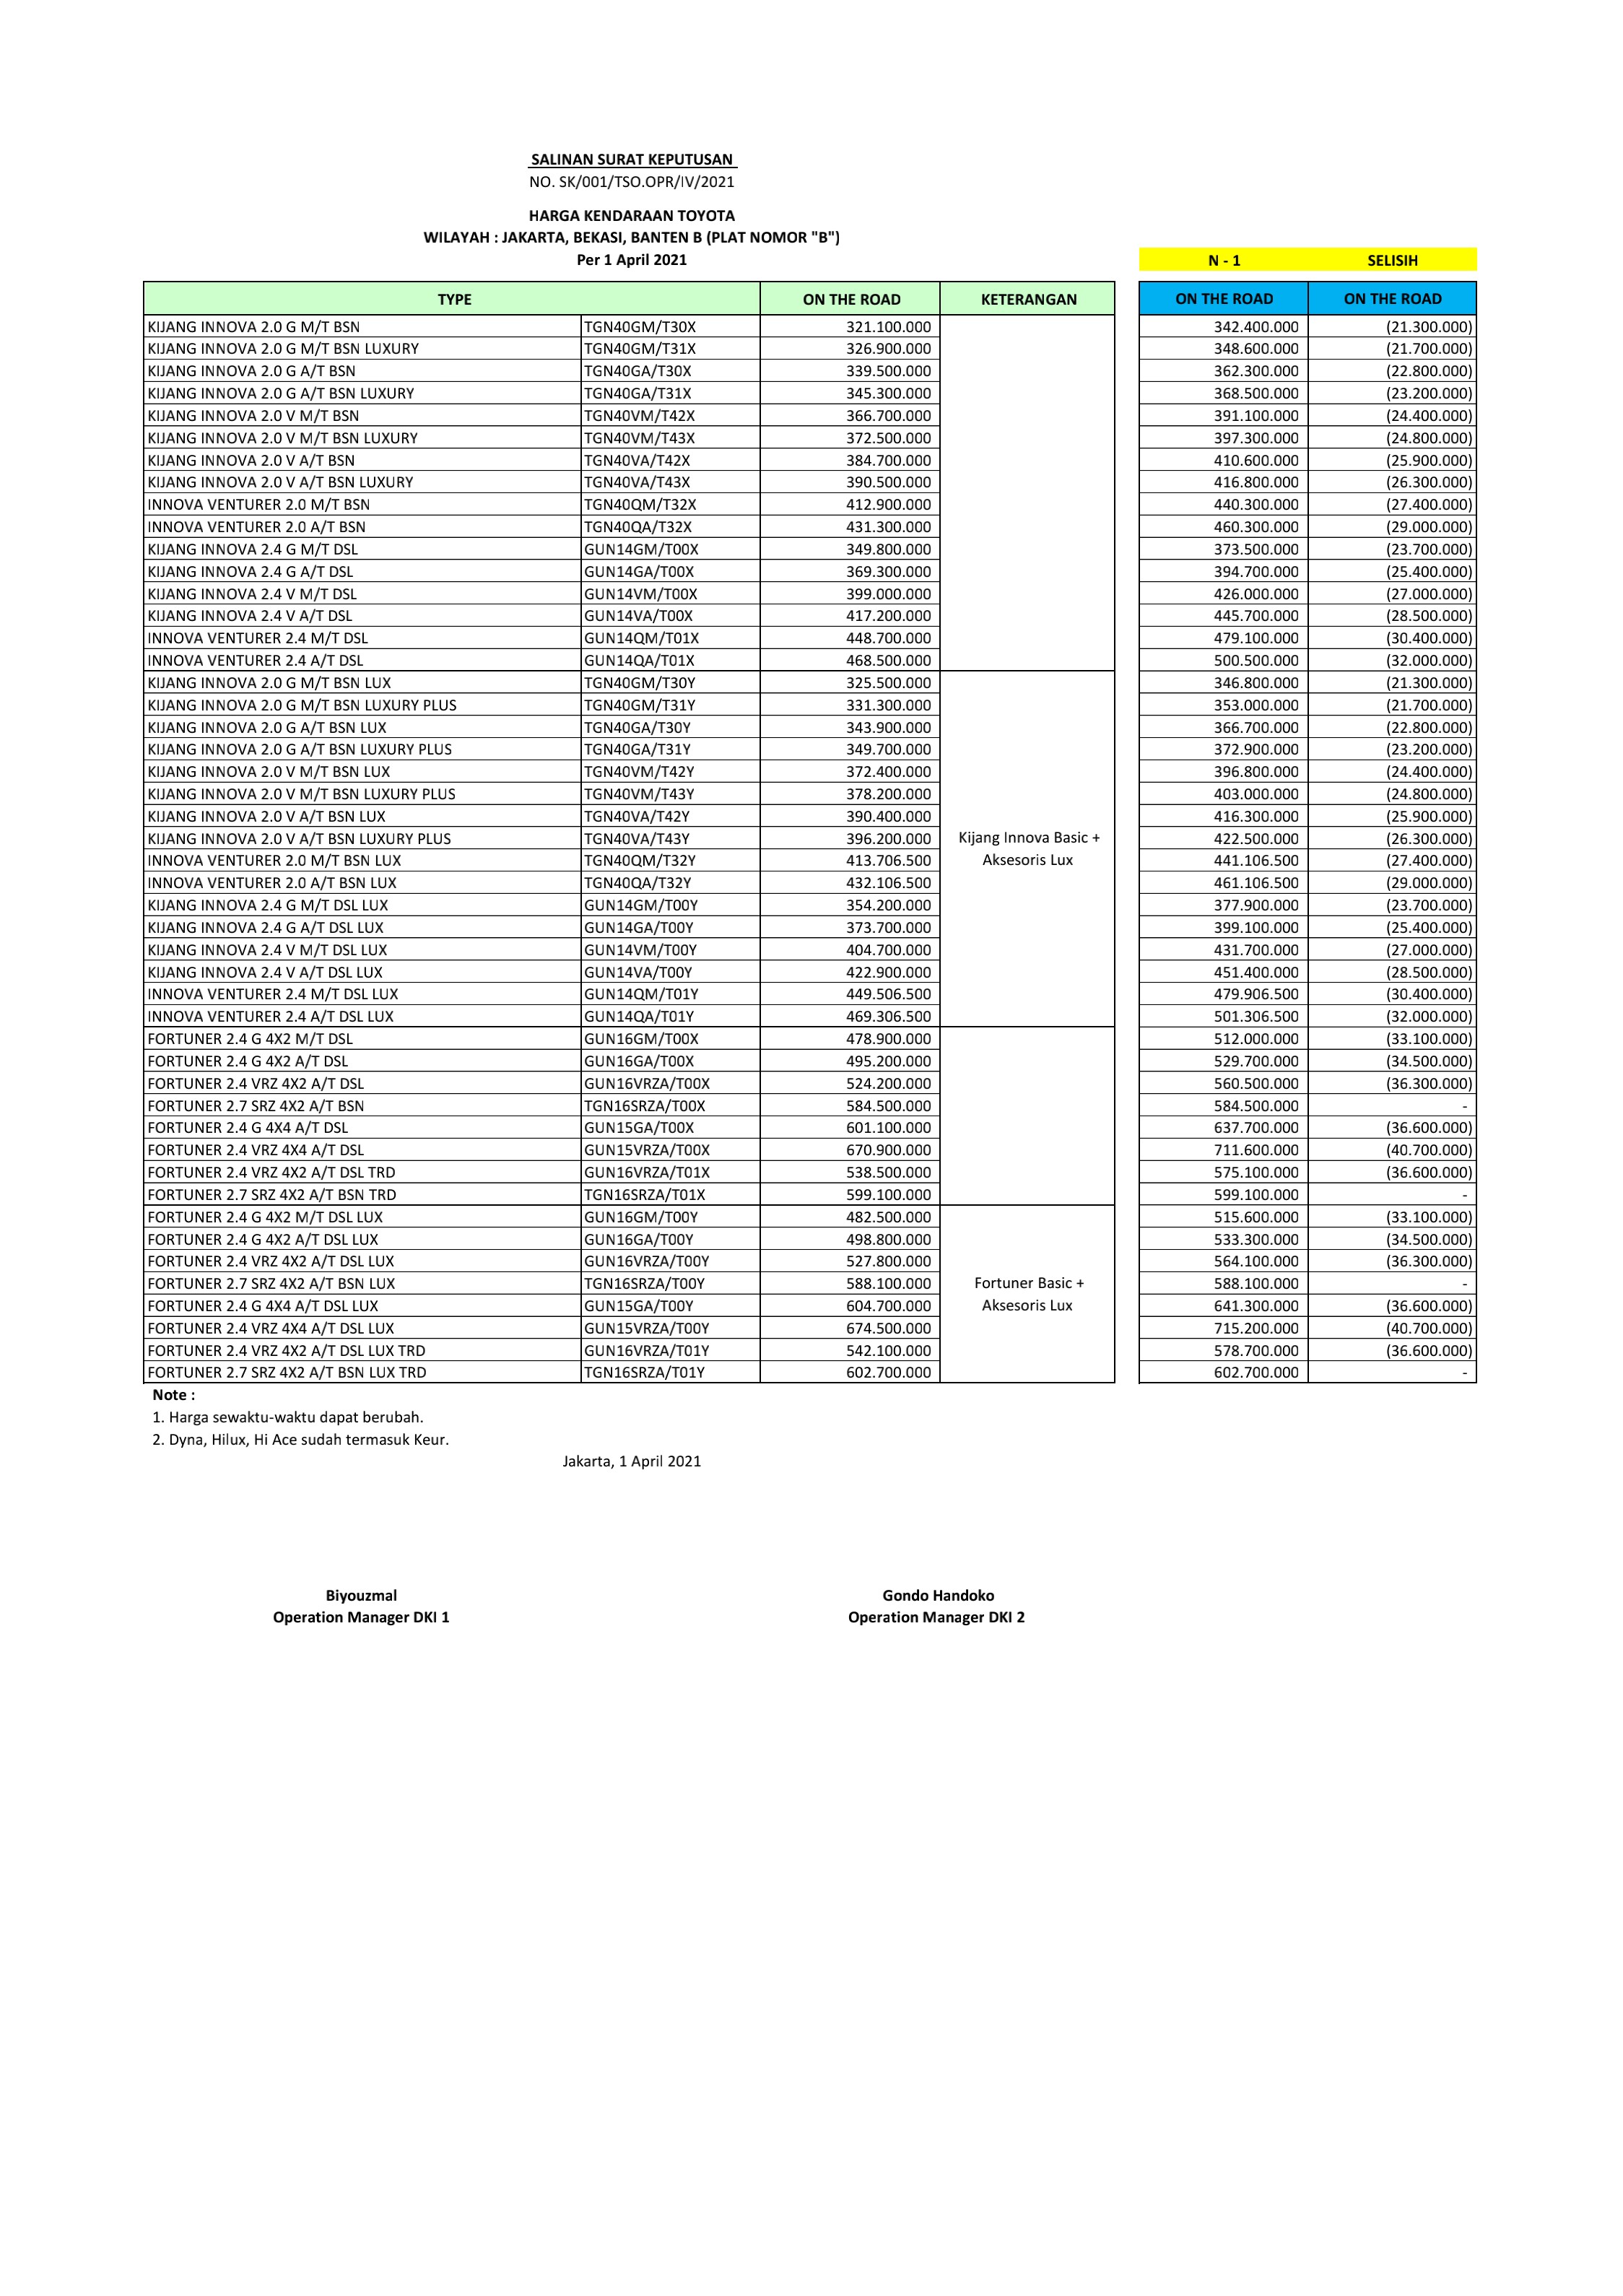 SALINAN SURAT KEPUTUSAN
NO. SK/001/TSO.OPR/IV/2021
HARGA KENDARAAN TOYOTA
WILAYAH : JAKARTA, BEKASI, BANTEN B (PLAT NOMOR "B")
Per 1 April 2021 N - 1 SELISIH
TYPE ON THE ROAD KETERANGAN ON THE ROAD ON THE ROAD
KIJANG INNOVA 2.0 G M/T BSN TGN40GM/T30X 321.100.000 342.400.000 (21.300.000)
KIJANG INNOVA 2.0 G M/T BSN LUXURY TGN40GM/T31X 326.900.000 348.600.000 (21.700.000)
KIJANG INNOVA 2.0 G A/T BSN TGN40GA/T30X 339.500.000 362.300.000 (22.800.000)
KIJANG INNOVA 2.0 G A/T BSN LUXURY TGN40GA/T31X 345.300.000 368.500.000 (23.200.000)
KIJANG INNOVA 2.0 V M/T BSN TGN40VM/T42X 366.700.000 391.100.000 (24.400.000)
KIJANG INNOVA 2.0 V M/T BSN LUXURY TGN40VM/T43X 372.500.000 397.300.000 (24.800.000)
KIJANG INNOVA 2.0 V A/T BSN TGN40VA/T42X 384.700.000 410.600.000 (25.900.000)
KIJANG INNOVA 2.0 V A/T BSN LUXURY TGN40VA/T43X 390.500.000 416.800.000 (26.300.000)
INNOVA VENTURER 2.0 M/T BSN TGN40QM/T32X 412.900.000 440.300.000 (27.400.000)
INNOVA VENTURER 2.0 A/T BSN TGN40QA/T32X 431.300.000 460.300.000 (29.000.000)
KIJANG INNOVA 2.4 G M/T DSL GUN14GM/T00X 349.800.000 373.500.000 (23.700.000)
KIJANG INNOVA 2.4 G A/T DSL GUN14GA/T00X 369.300.000 394.700.000 (25.400.000)
KIJANG INNOVA 2.4 V M/T DSL GUN14VM/T00X 399.000.000 426.000.000 (27.000.000)
KIJANG INNOVA 2.4 V A/T DSL GUN14VA/T00X 417.200.000 445.700.000 (28.500.000)
INNOVA VENTURER 2.4 M/T DSL GUN14QM/T01X 448.700.000 479.100.000 (30.400.000)
INNOVA VENTURER 2.4 A/T DSL GUN14QA/T01X 468.500.000 500.500.000 (32.000.000)
KIJANG INNOVA 2.0 G M/T BSN LUX TGN40GM/T30Y 325.500.000 346.800.000 (21.300.000)
KIJANG INNOVA 2.0 G M/T BSN LUXURY PLUS TGN40GM/T31Y 331.300.000 353.000.000 (21.700.000)
KIJANG INNOVA 2.0 G A/T BSN LUX TGN40GA/T30Y 343.900.000 366.700.000 (22.800.000)
KIJANG INNOVA 2.0 G A/T BSN LUXURY PLUS TGN40GA/T31Y 349.700.000 372.900.000 (23.200.000)
KIJANG INNOVA 2.0 V M/T BSN LUX TGN40VM/T42Y 372.400.000 396.800.000 (24.400.000)
KIJANG INNOVA 2.0 V M/T BSN LUXURY PLUS TGN40VM/T43Y 378.200.000 403.000.000 (24.800.000)
KIJANG INNOVA 2.0 V A/T BSN LUX TGN40VA/T42Y 390.400.000 416.300.000 (25.900.000)
KIJANG INNOVA 2.0 V A/T BSN LUXURY PLUS TGN40VA/T43Y 396.200.000 Kijang Innova Basic + 422.500.000 (26.300.000)
INNOVA VENTURER 2.0 M/T BSN LUX TGN40QM/T32Y 413.706.500 Aksesoris Lux 441.106.500 (27.400.000)
INNOVA VENTURER 2.0 A/T BSN LUX TGN40QA/T32Y 432.106.500 461.106.500 (29.000.000)
KIJANG INNOVA 2.4 G M/T DSL LUX GUN14GM/T00Y 354.200.000 377.900.000 (23.700.000)
KIJANG INNOVA 2.4 G A/T DSL LUX GUN14GA/T00Y 373.700.000 399.100.000 (25.400.000)
KIJANG INNOVA 2.4 V M/T DSL LUX GUN14VM/T00Y 404.700.000 431.700.000 (27.000.000)
KIJANG INNOVA 2.4 V A/T DSL LUX GUN14VA/T00Y 422.900.000 451.400.000 (28.500.000)
INNOVA VENTURER 2.4 M/T DSL LUX GUN14QM/T01Y 449.506.500 479.906.500 (30.400.000)
INNOVA VENTURER 2.4 A/T DSL LUX GUN14QA/T01Y 469.306.500 501.306.500 (32.000.000)
FORTUNER 2.4 G 4X2 M/T DSL GUN16GM/T00X 478.900.000 512.000.000 (33.100.000)
FORTUNER 2.4 G 4X2 A/T DSL GUN16GA/T00X 495.200.000 529.700.000 (34.500.000)
FORTUNER 2.4 VRZ 4X2 A/T DSL GUN16VRZA/T00X 524.200.000 560.500.000 (36.300.000)
FORTUNER 2.7 SRZ 4X2 A/T BSN TGN16SRZA/T00X 584.500.000 584.500.000 -
FORTUNER 2.4 G 4X4 A/T DSL GUN15GA/T00X 601.100.000 637.700.000 (36.600.000)
FORTUNER 2.4 VRZ 4X4 A/T DSL GUN15VRZA/T00X 670.900.000 711.600.000 (40.700.000)
FORTUNER 2.4 VRZ 4X2 A/T DSL TRD GUN16VRZA/T01X 538.500.000 575.100.000 (36.600.000)
FORTUNER 2.7 SRZ 4X2 A/T BSN TRD TGN16SRZA/T01X 599.100.000 599.100.000 -
FORTUNER 2.4 G 4X2 M/T DSL LUX GUN16GM/T00Y 482.500.000 515.600.000 (33.100.000)
FORTUNER 2.4 G 4X2 A/T DSL LUX GUN16GA/T00Y 498.800.000 533.300.000 (34.500.000)
FORTUNER 2.4 VRZ 4X2 A/T DSL LUX GUN16VRZA/T00Y 527.800.000 564.100.000 (36.300.000)
FORTUNER 2.7 SRZ 4X2 A/T BSN LUX TGN16SRZA/T00Y 588.100.000 Fortuner Basic + 588.100.000 -
FORTUNER 2.4 G 4X4 A/T DSL LUX GUN15GA/T00Y 604.700.000 Aksesoris Lux 641.300.000 (36.600.000)
FORTUNER 2.4 VRZ 4X4 A/T DSL LUX GUN15VRZA/T00Y 674.500.000 715.200.000 (40.700.000)
FORTUNER 2.4 VRZ 4X2 A/T DSL LUX TRD GUN16VRZA/T01Y 542.100.000 578.700.000 (36.600.000)
FORTUNER 2.7 SRZ 4X2 A/T BSN LUX TRD TGN16SRZA/T01Y 602.700.000 602.700.000 -
Note :
1. Harga sewaktu-waktu dapat berubah.
2. Dyna, Hilux, Hi Ace sudah termasuk Keur.
Jakarta, 1 April 2021
Biyouzmal Gondo Handoko
Operation Manager DKI 1 Operation Manager DKI 2